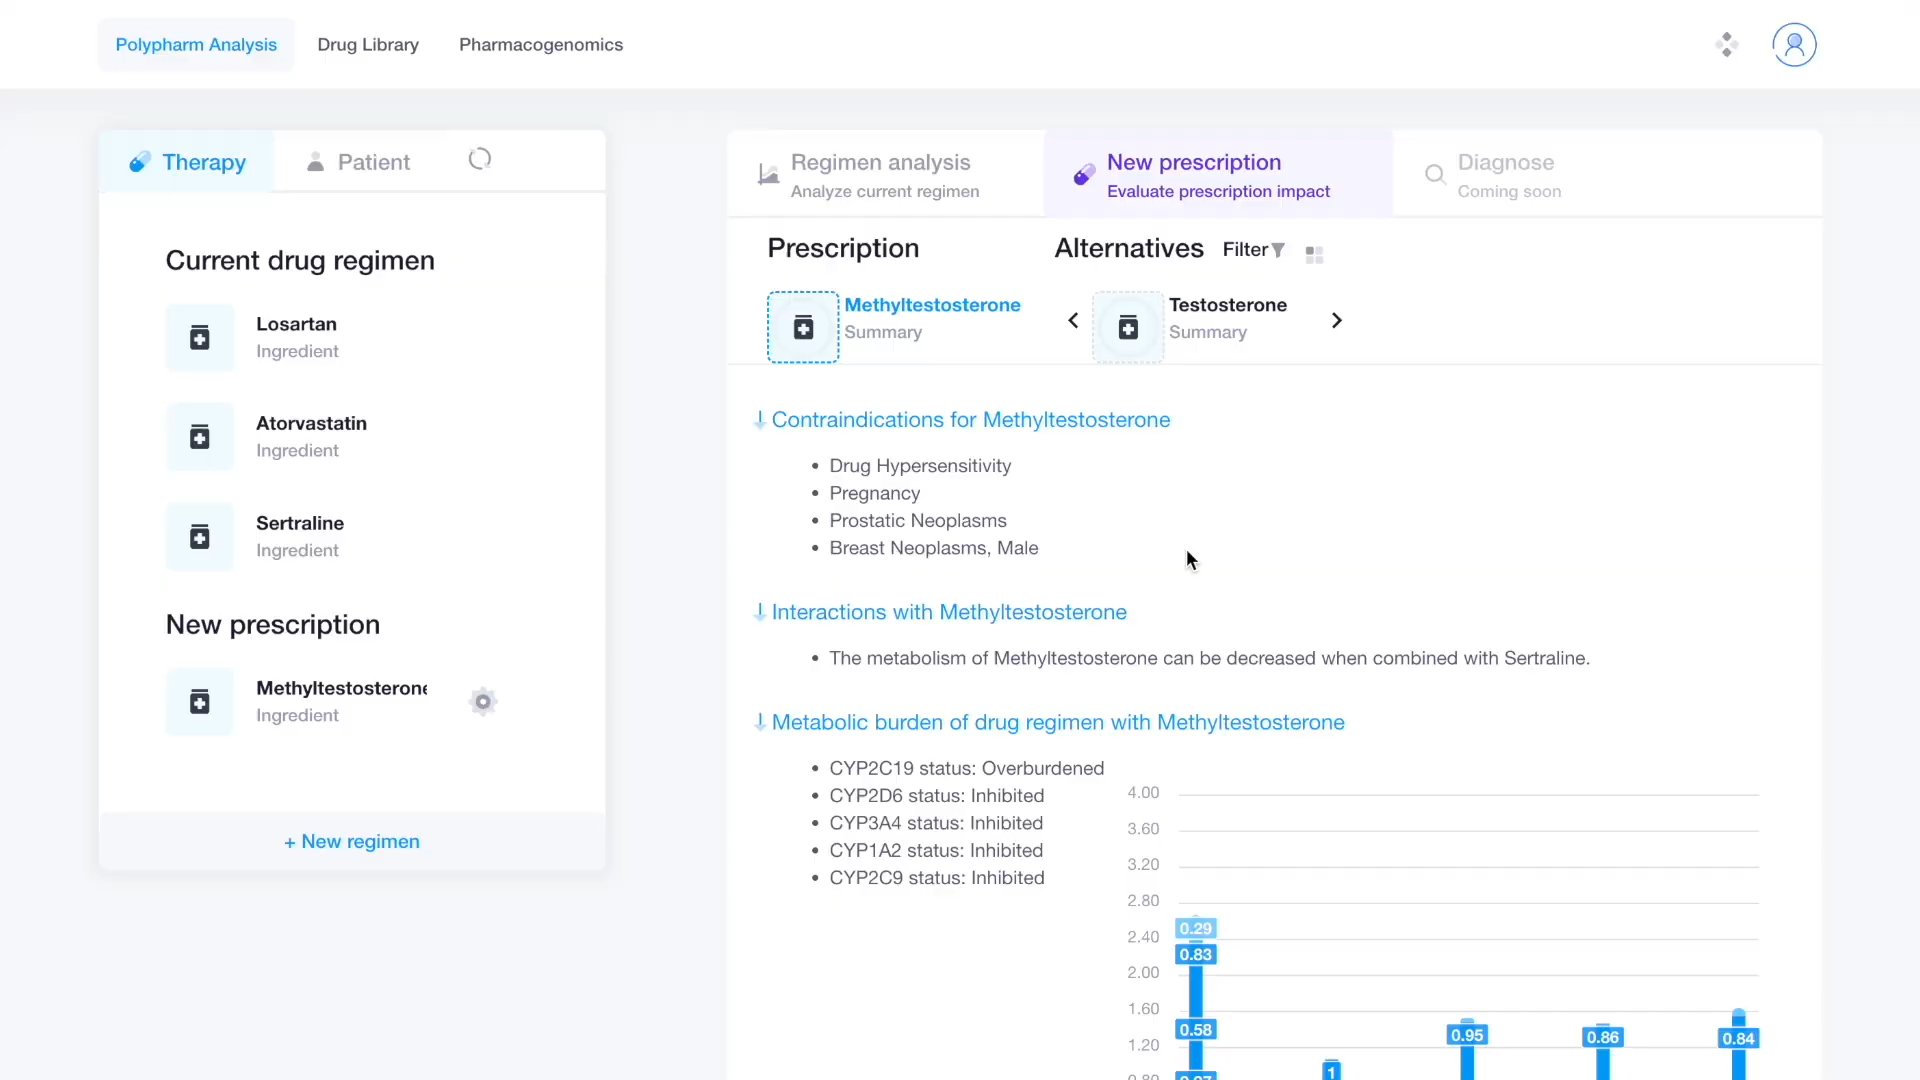 Polypharm Analysis
Drug Library
Pharmacogenomics
Therapy
Patient
Current drug regimen
Losartan
Ingredient
Atorvastatin
Ingredient
Sertraline
Ingredient
New prescription
Methyltestosterone
Ingredient
+ New regimen
Regimen analysis
Analyze current regimen
New prescription
Evaluate prescription impact
Diagnose
Coming soon
Prescription
Alternatives
Filter
Methyltestosterone
Summary
Testosterone
Summary
Contraindications for Methyltestosterone
Drug Hypersensitivity
Pregnancy
Prostatic Neoplasms
Breast Neoplasms, Male
Interactions with Methyltestosterone
The metabolism of Methyltestosterone can be decreased when combined with Sertraline.
Metabolic burden of drug regimen with Methyltestosterone
CYP2C19 status: Overburdened
CYP2D6 status: Inhibited
CYP3A4 status: Inhibited
CYP1A2 status: Inhibited
CYP2C9 status: Inhibited
4.00
3.60
3.20
2.80
2.40
2.00
1.60
1.20
0.80
0.29
0.83
0.58
1
0.95
0.86
0.84